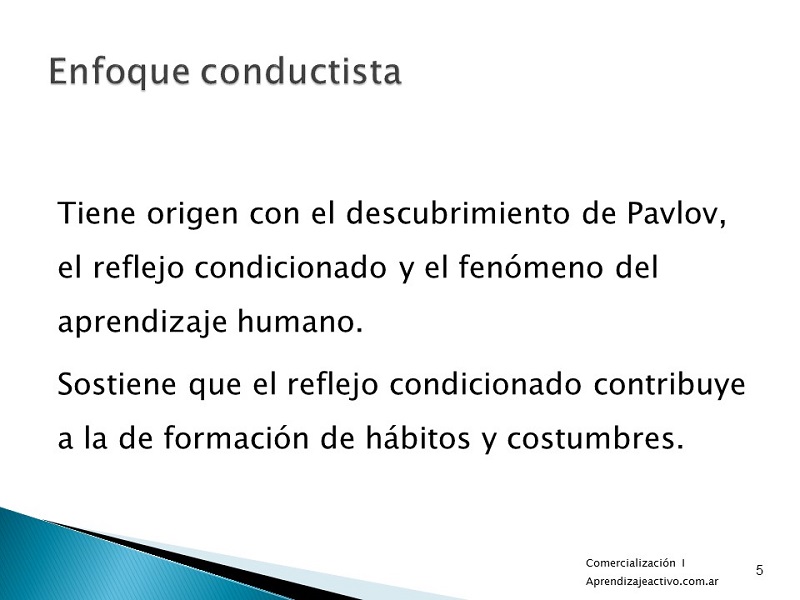 Enfoque conductista
Tiene origen con el descubrimiento de Pavlov,
el reflejo condicionado y el fenómeno del
aprendizaje humano.
Sostiene que el reflejo condicionado contribuye
a la de formación de hábitos y costumbres.
Comercialización I
Aprendizajeactivo.com.ar
5